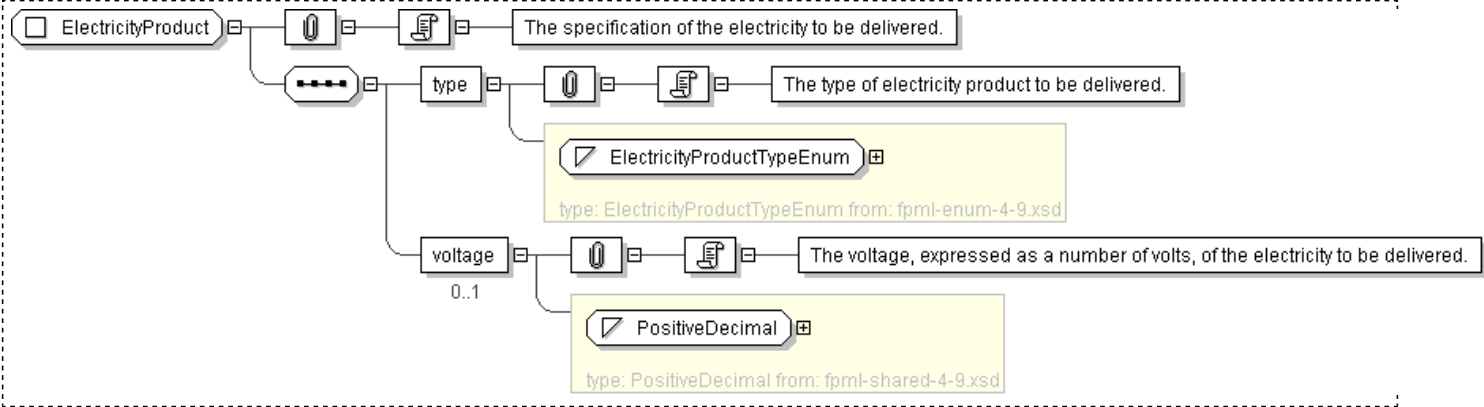 ElectricityProduct
The specification of the electricity to be delivered.
type
The type of electricity product to be delivered.
ElectricityProductTypeEnum
type: ElectricityProductTypeEnum from: fpml-enum-4-9.xsd
voltage
The voltage, expressed as a number of volts, of the electricity to be delivered.
0..1
PositiveDecimal
type: PositiveDecimal from: fpml-shared-4-9.xsd